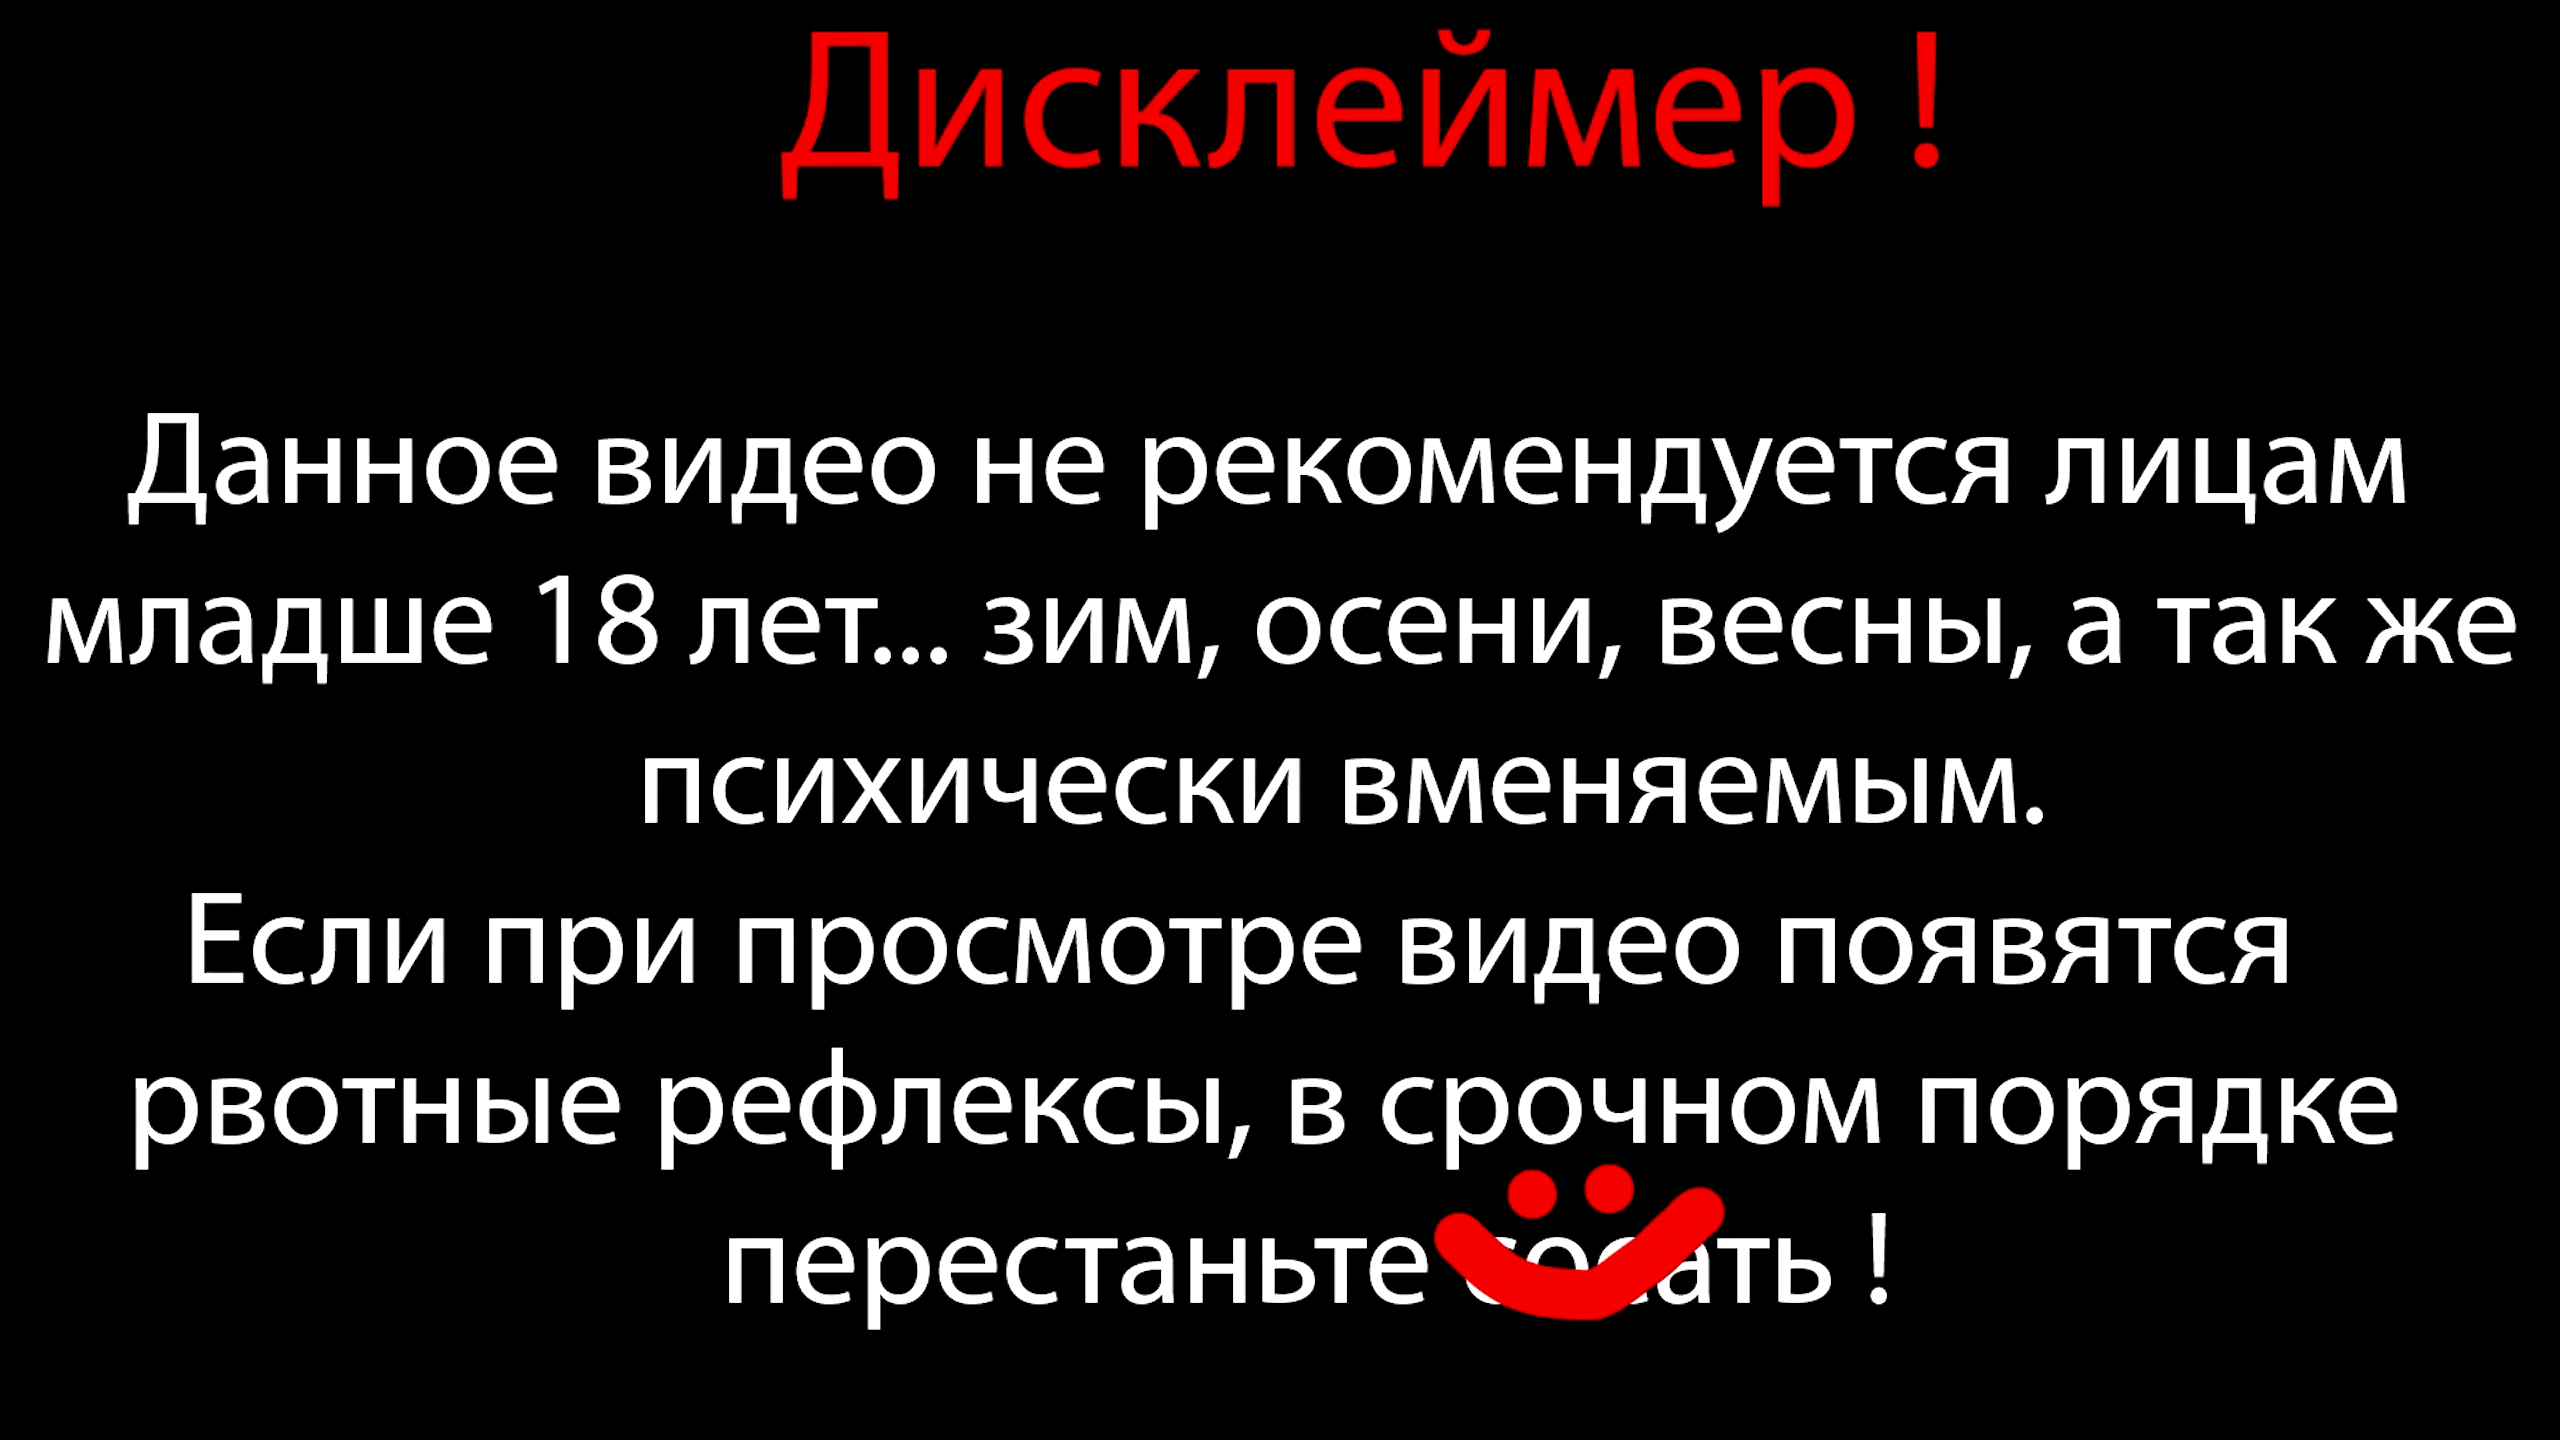 Дисклеймер !
Данное видео не рекомендуется лицам
младше 18 лет... зим, осени, весны, а так же
психически вменяемым.
Если при просмотре видео появятся
рвотные рефлексы, в срочном порядке
перестаньте сосать !